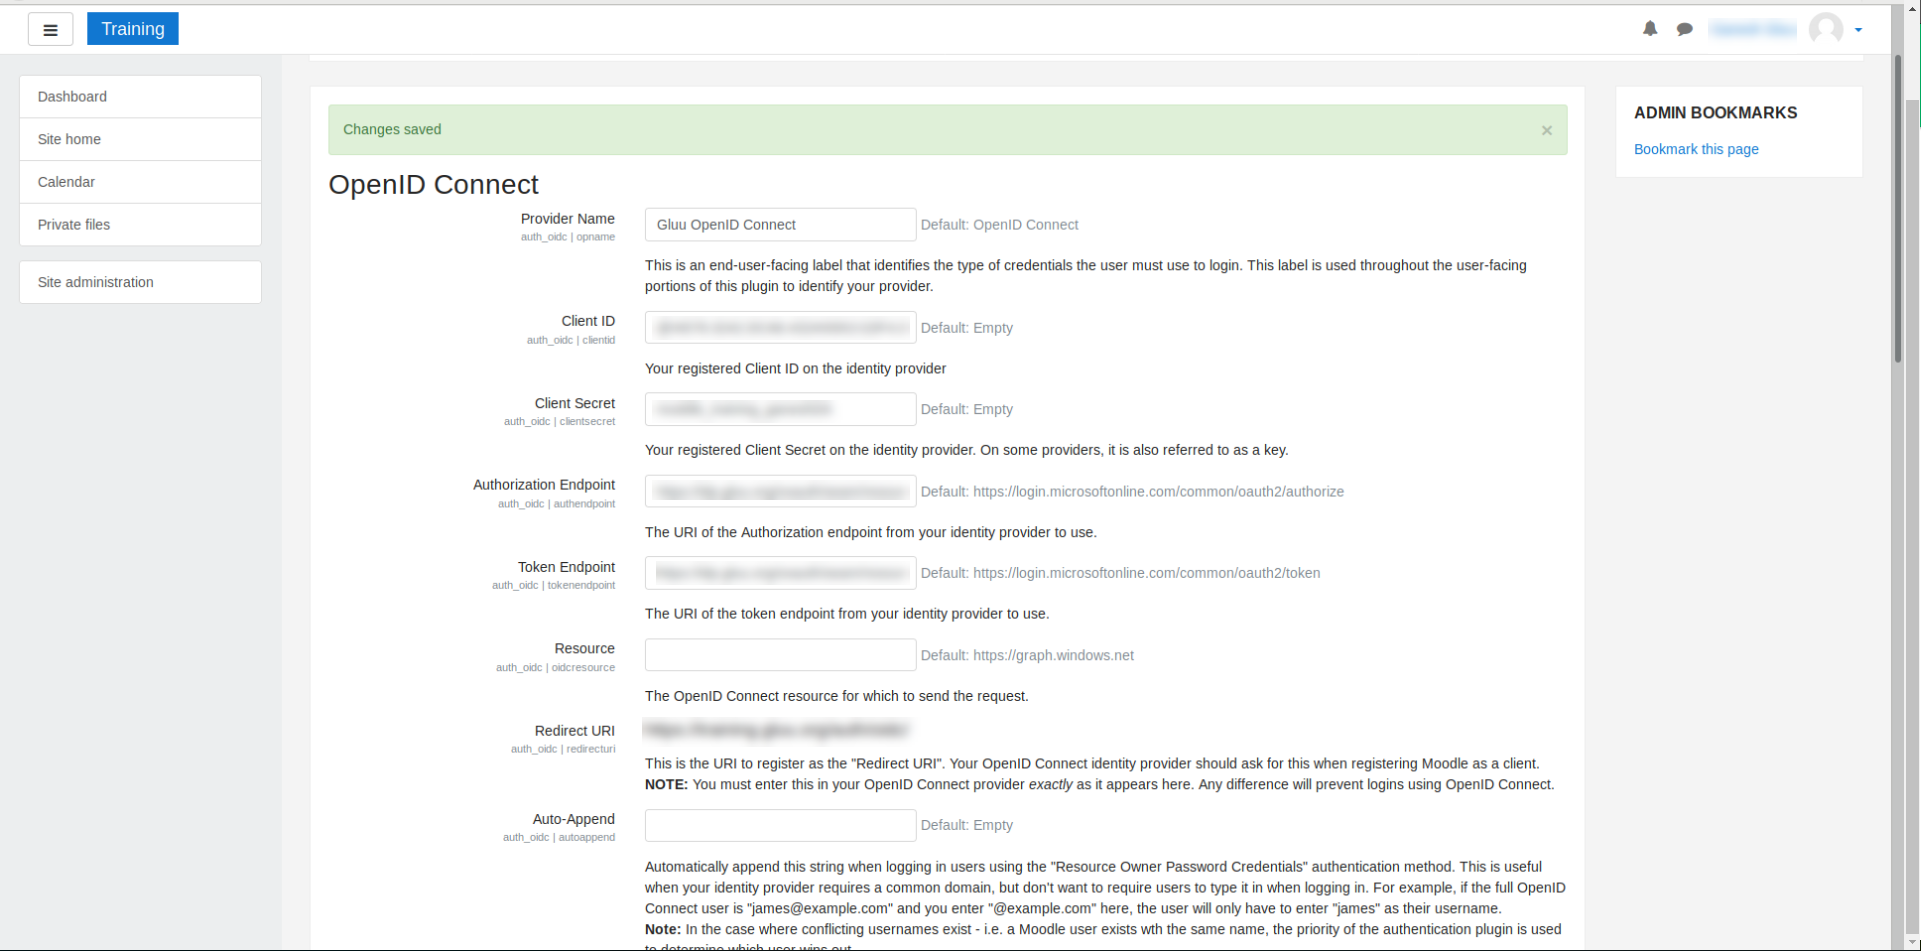 Training
Dashboard
Site home
Calendar
Private files
Site administration
Changes saved ×
ADMIN BOOKMARKS
Bookmark this page
OpenID Connect
Provider Name
auth_oidc | opname
Gluu OpenID Connect Default: OpenID Connect
This is an end-user-facing label that identifies the type of credentials the user must use to login. This label is used throughout the user-facing
portions of this plugin to identify your provider.
Client ID
auth_oidc | clientid
Default: Empty
Your registered Client ID on the identity provider
Client Secret
auth_oidc | clientsecret
Default: Empty
Your registered Client Secret on the identity provider. On some providers, it is also referred to as a key.
Authorization Endpoint
auth_oidc | authendpoint
Default: https://login.microsoftonline.com/common/oauth2/authorize
The URI of the Authorization endpoint from your identity provider to use.
Token Endpoint
auth_oidc | tokenendpoint
Default: https://login.microsoftonline.com/common/oauth2/token
The URI of the token endpoint from your identity provider to use.
Resource
auth_oidc | oidcresource
Default: https://graph.windows.net
The OpenID Connect resource for which to send the request.
Redirect URI
auth_oidc | redirecturi
This is the URI to register as the "Redirect URI". Your OpenID Connect identity provider should ask for this when registering Moodle as a client.
NOTE: You must enter this in your OpenID Connect provider exactly as it appears here. Any difference will prevent logins using OpenID Connect.
Auto-Append
auth_oidc | autoappend
Default: Empty
Automatically append this string when logging in users using the "Resource Owner Password Credentials" authentication method. This is useful
when your identity provider requires a common domain, but don't want to require users to type it in when logging in. For example, if the full OpenID
Connect user is "james@example.com" and you enter "@example.com" here, the user will only have to enter "james" as their username.
Note: In the case where conflicting usernames exist - i.e. a Moodle user exists wth the same name, the priority of the authentication plugin is used
to determine which user wins out.